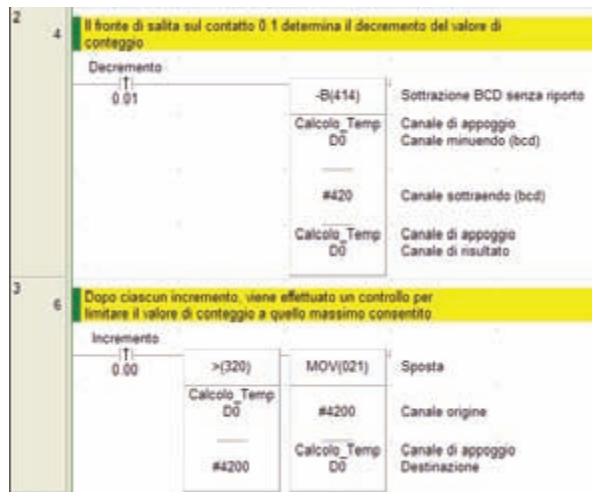 2
4
Il fronte di salita sul contatto 0.1 determina il decremento del valore di
conteggio
Decremento
0.01
-B(414)
Sottrazione BCD senza riporto
Calcolo_Temp
D0
Canale di appoggio
Canale minuendo (bcd)
#420
Canale sottraendo (bcd)
Calcolo_Temp
D0
Canale di appoggio
Canale di risultato
3
6
Dopo ciascun incremento, viene effettuato un controllo per
limitare il valore di conteggio a quello massimo consentito
Incremento
0.00
>(320)
MOV(021)
Sposta
Calcolo_Temp
D0
#4200
Canale origine
#4200
Calcolo_Temp
D0
Canale di appoggio
Destinazione